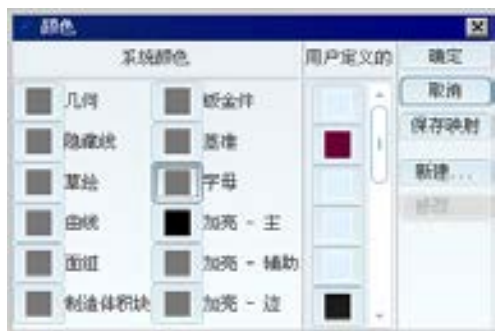 颜色
系统颜色 用户定义的 确定
几何 钣金件 取消
隐藏线 基准 保存映射
草绘 字母 新建...
曲线 加亮 - 主 修改...
面组 加亮 - 辅助
制造体积块 加亮 - 边